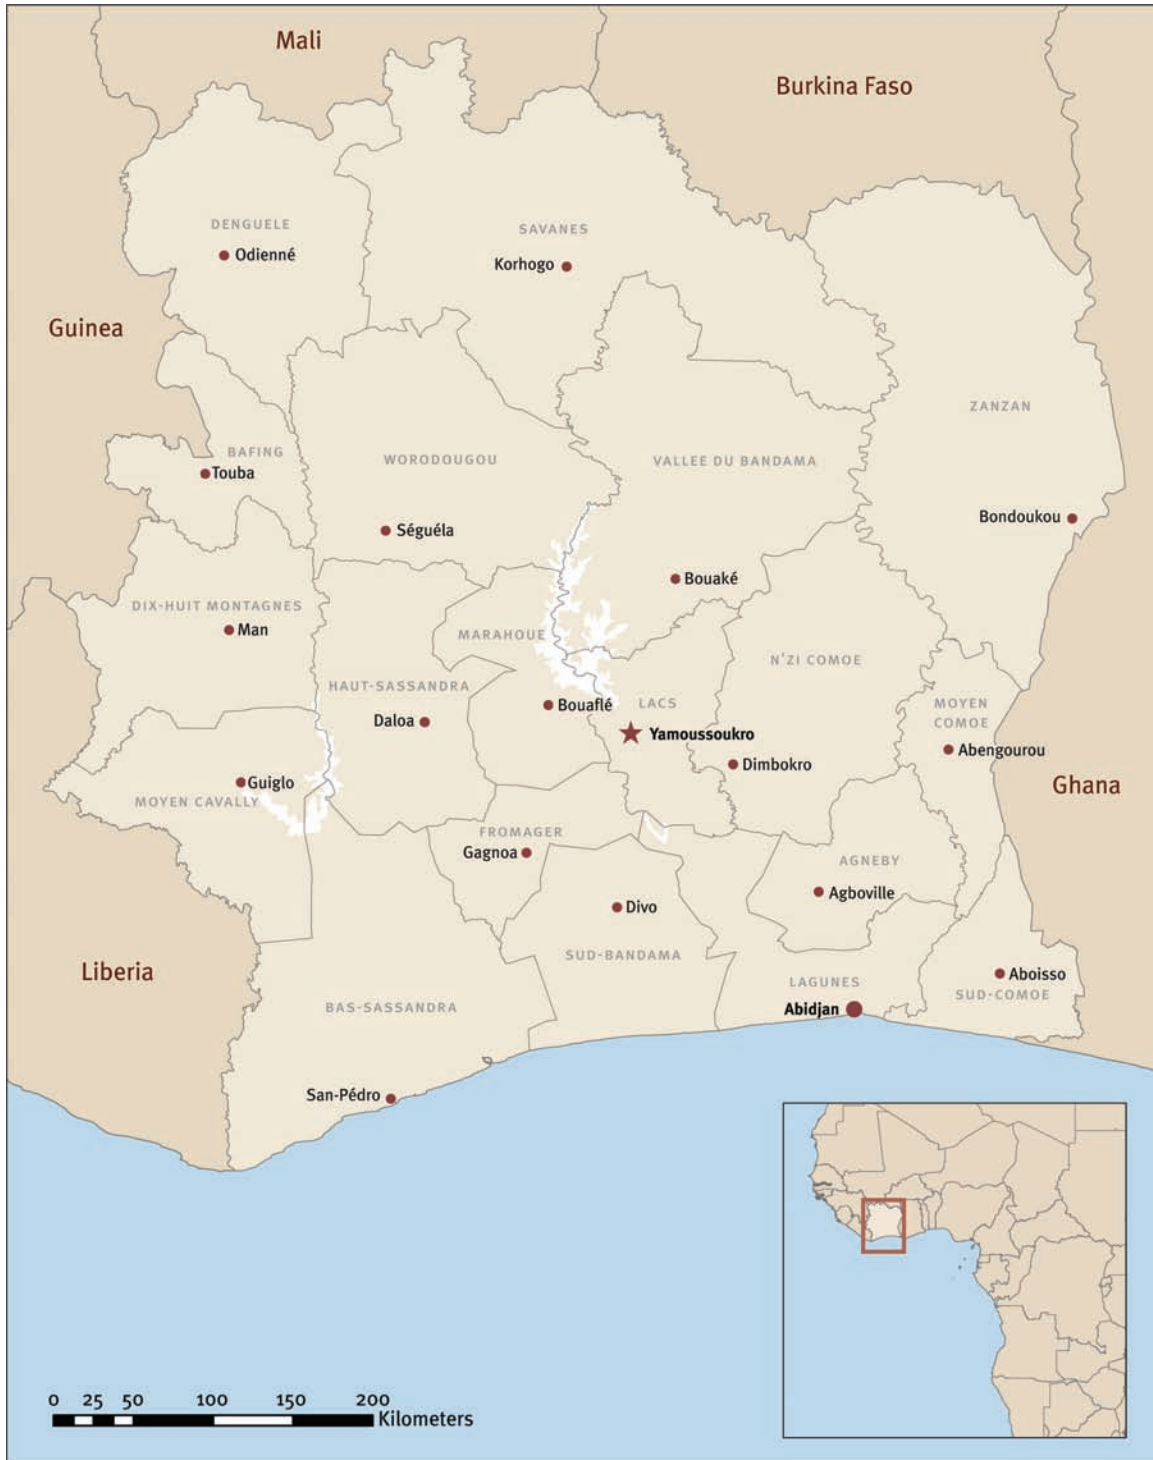 Mali
Burkina Faso
DENGUELE
SAVANES
Odienné
Korhogo
Guinea
ZANZAN
BAFING
WORODOUGOU
VALLEE DU BANDAMA
Touba
Bondoukou
Séguéla
Bouaké
DIX-HUIT MONTAGNES
Man
MARAHOUE
N'ZI COMOE
HAUT-SASSANDRA
LACS
MOYEN
COMOE
Bouaflé
Daloa
Yamoussoukro
Abengourou
Dimbokro
Guiglo
Ghana
MOYEN CAVALLY
FROMAGER
Gagnoa
AGNEBY
Agboville
Divo
SUD-BANDAMA
Liberia
Aboisso
LAGUNES
SUD-COMOE
BAS-SASSANDRA
Abidjan
San-Pédro
0 25 50 100 150 200
Kilometers